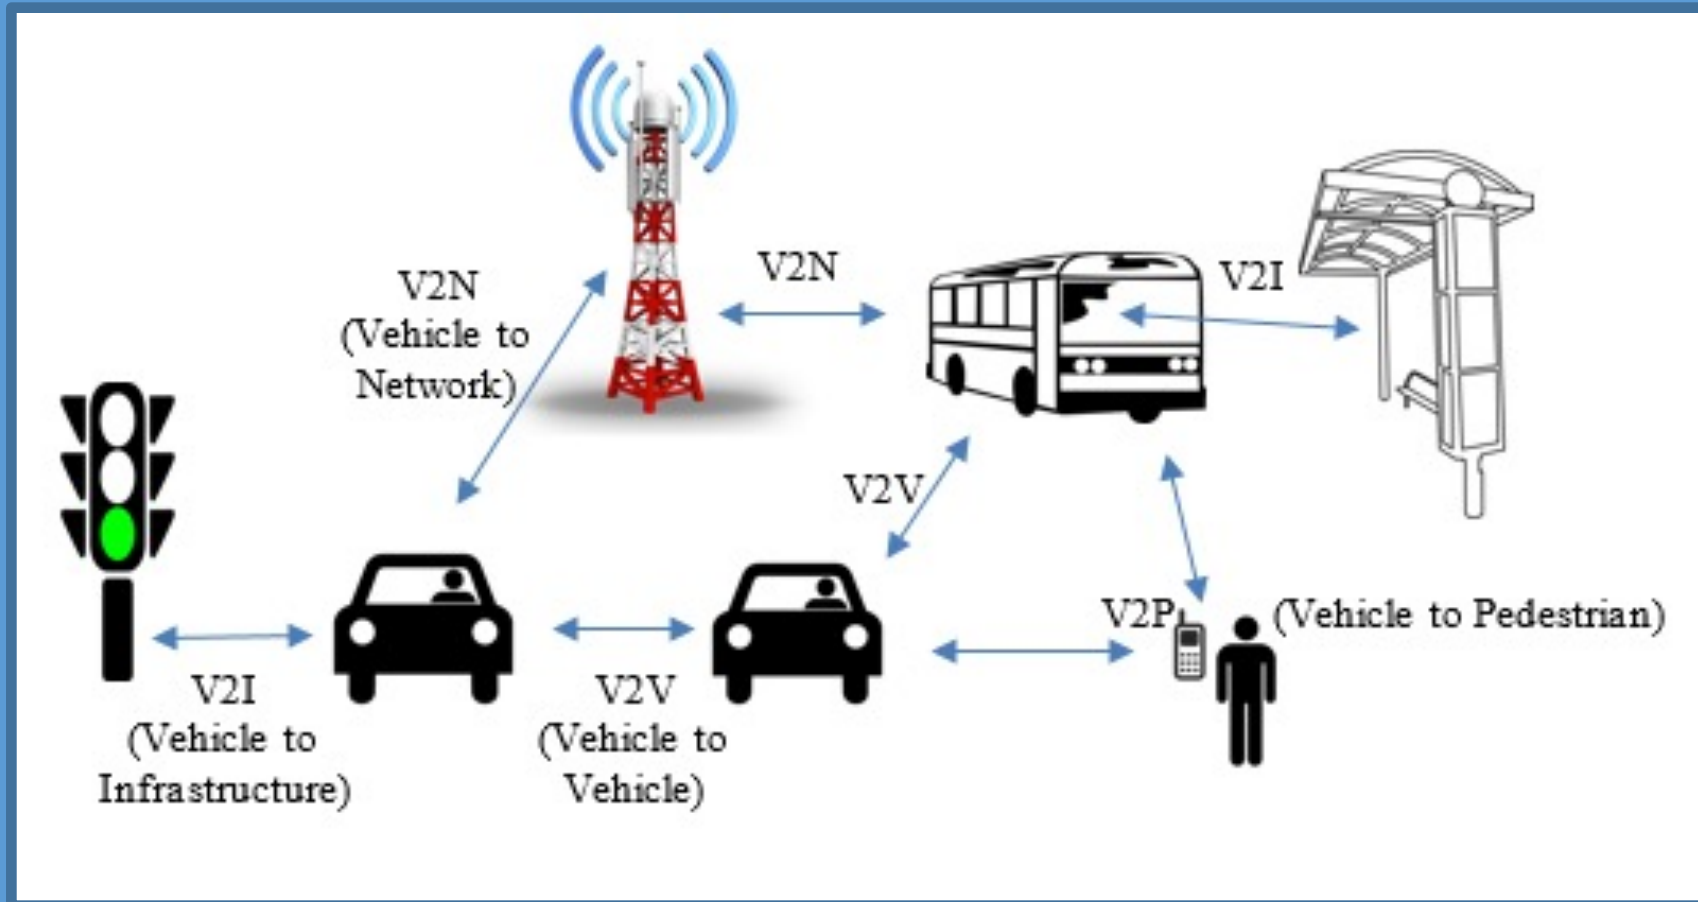 V2N
(Vehicle to
Network)
V2N
V2I
V2V
V2P
(Vehicle to Pedestrian)
V2I
(Vehicle to
Infrastructure)
V2V
(Vehicle to
Vehicle)